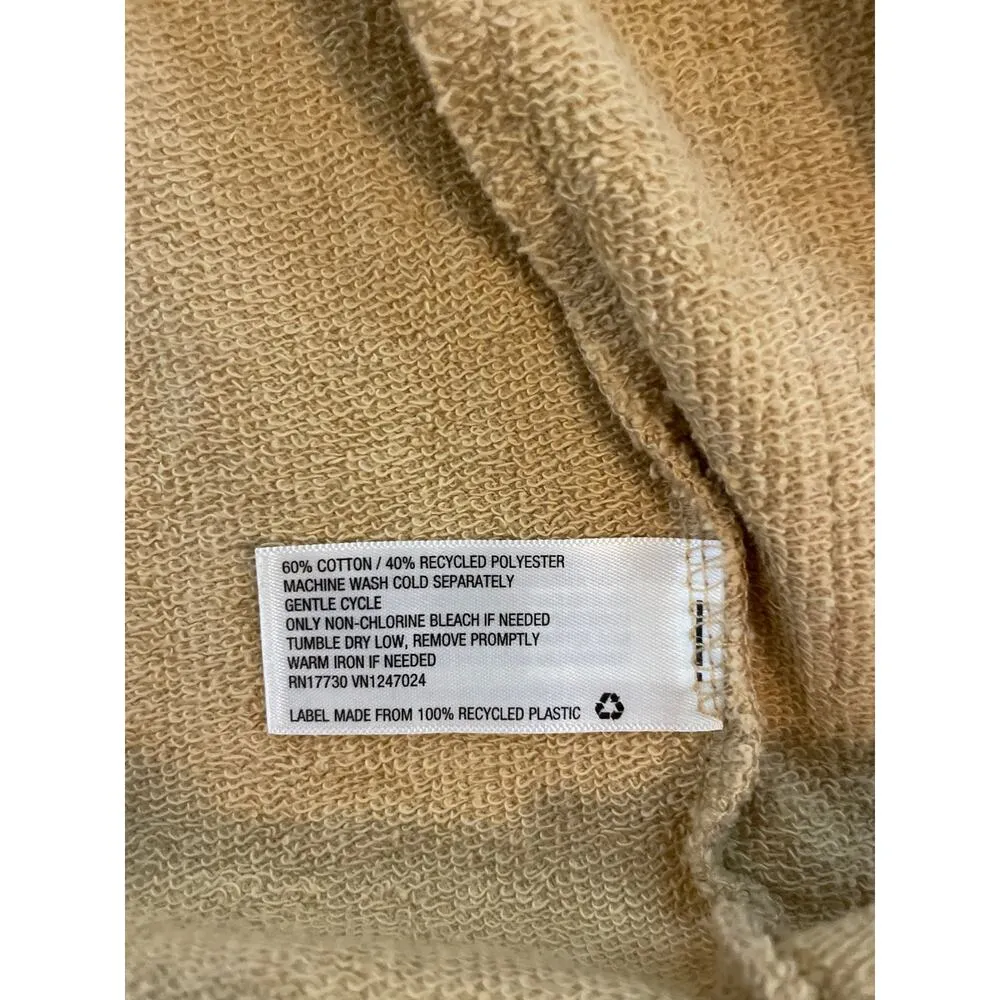 60% COTTON / 40% RECYCLED POLYESTER
MACHINE WASH COLD SEPARATELY
GENTLE CYCLE
ONLY NON-CHLORINE BLEACH IF NEEDED
TUMBLE DRY LOW, REMOVE PROMPTLY
WARM IRON IF NEEDED
RN17730 VN1247024
LABEL MADE FROM 100% RECYCLED PLASTIC